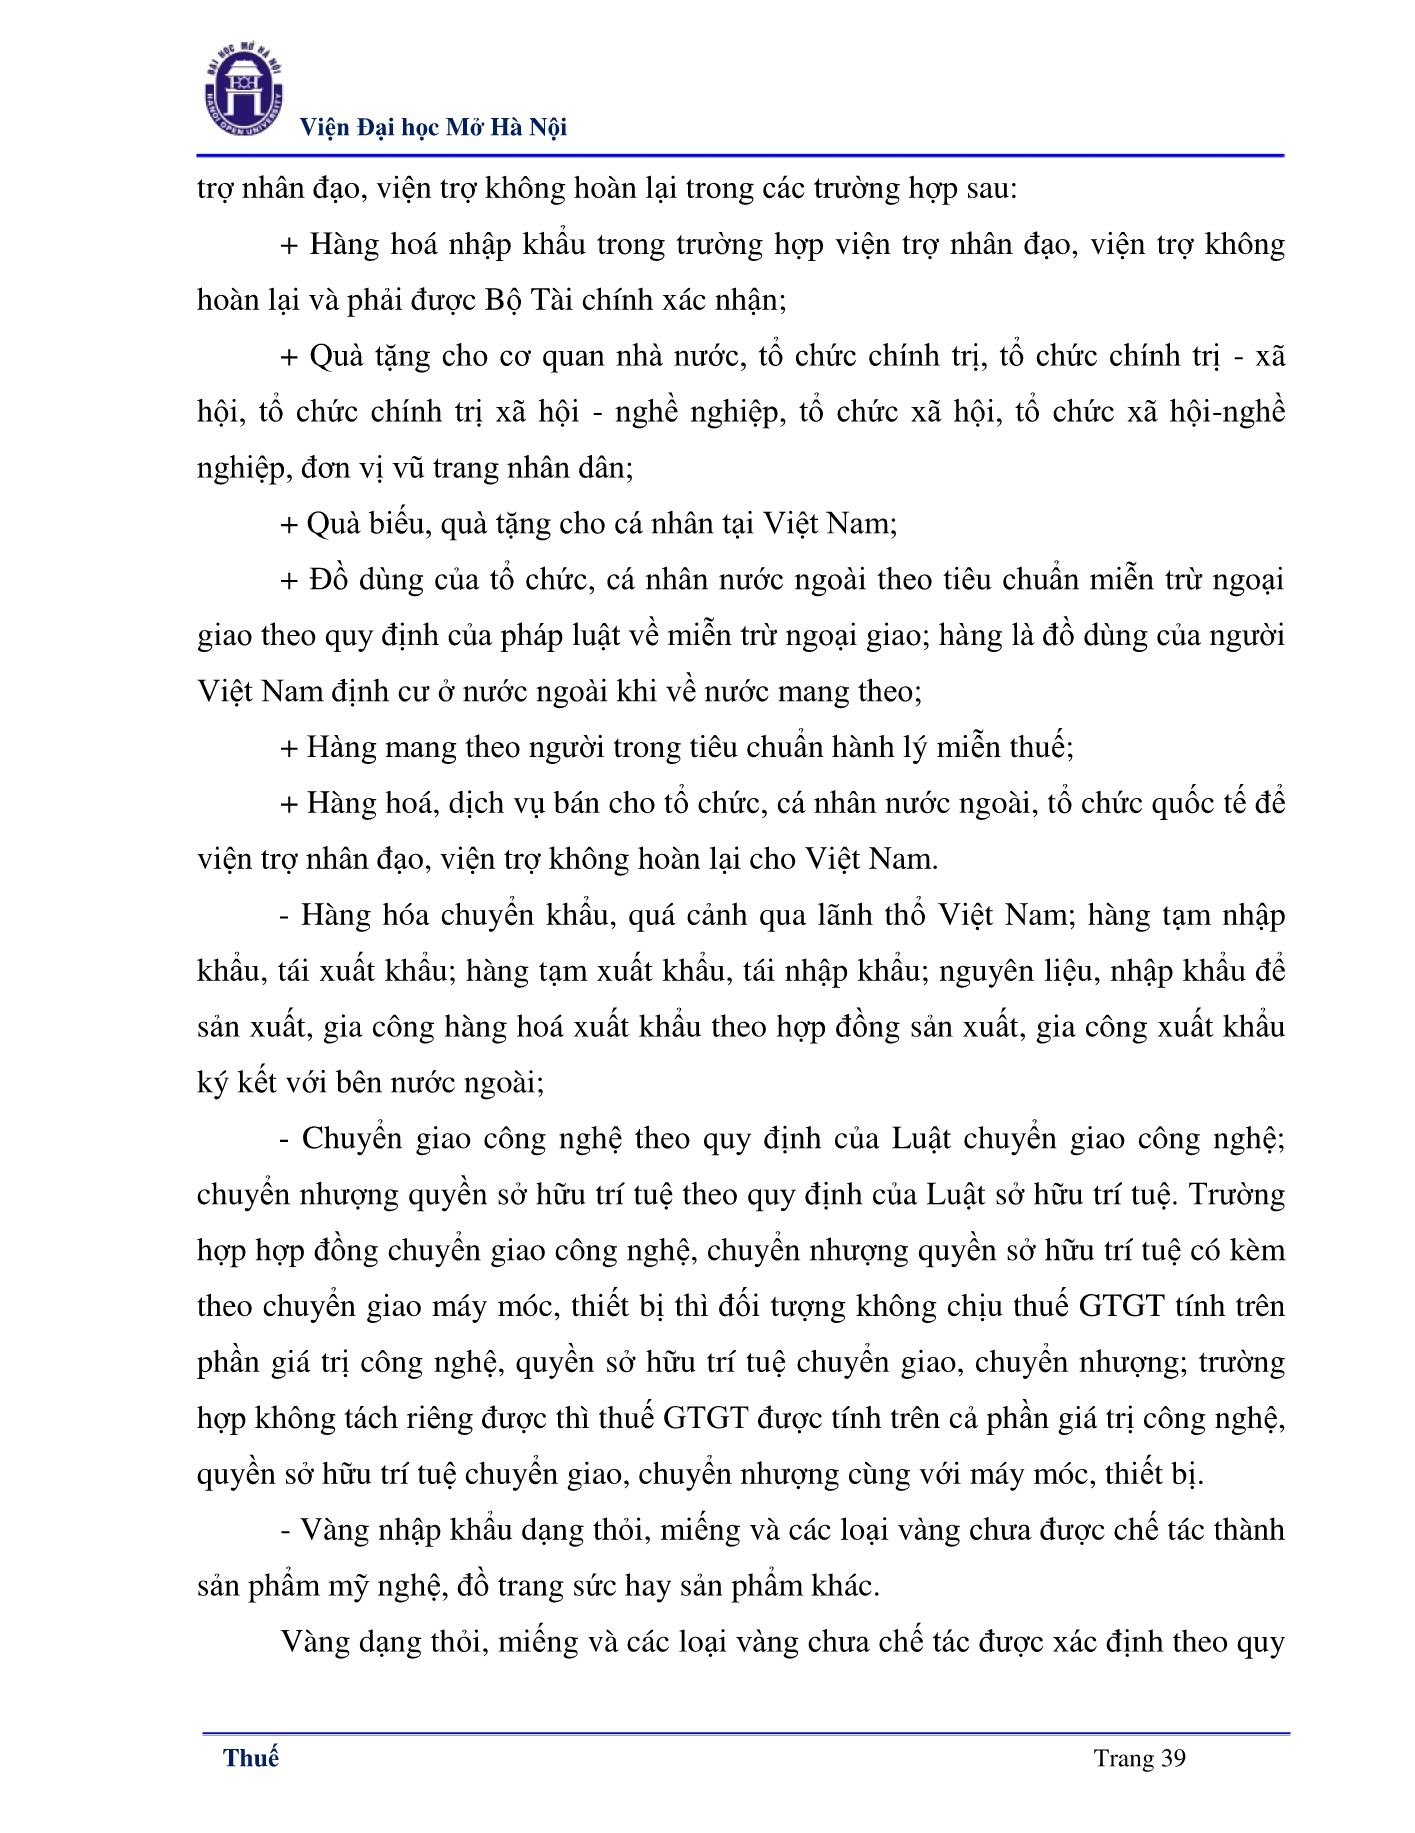 ĐẠI HỌC MỞ HÀ NỘI
HANOI OPEN UNIVERSITY
Viện Đại học Mở Hà Nội
trợ nhân đạo, viện trợ không hoàn lại trong các trường hợp sau:
+ Hàng hoá nhập khẩu trong trường hợp viện trợ nhân đạo, viện trợ không
hoàn lại và phải được Bộ Tài chính xác nhận;
+ Quà tặng cho cơ quan nhà nước, tổ chức chính trị, tổ chức chính trị - xã
hội, tổ chức chính trị xã hội - nghề nghiệp, tổ chức xã hội, tổ chức xã hội-nghề
nghiệp, đơn vị vũ trang nhân dân;
+ Quà biếu, quà tặng cho cá nhân tại Việt Nam;
+ Đồ dùng của tổ chức, cá nhân nước ngoài theo tiêu chuẩn miễn trừ ngoại
giao theo quy định của pháp luật về miễn trừ ngoại giao; hàng là đồ dùng của người
Việt Nam định cư ở nước ngoài khi về nước mang theo;
+ Hàng mang theo người trong tiêu chuẩn hành lý miễn thuế;
+ Hàng hoá, dịch vụ bán cho tổ chức, cá nhân nước ngoài, tổ chức quốc tế để
viện trợ nhân đạo, viện trợ không hoàn lại cho Việt Nam.
- Hàng hóa chuyển khẩu, quá cảnh qua lãnh thổ Việt Nam; hàng tạm nhập
khẩu, tái xuất khẩu; hàng tạm xuất khẩu, tái nhập khẩu; nguyên liệu, nhập khẩu để
sản xuất, gia công hàng hoá xuất khẩu theo hợp đồng sản xuất, gia công xuất khẩu
ký kết với bên nước ngoài;
- Chuyển giao công nghệ theo quy định của Luật chuyển giao công nghệ;
chuyển nhượng quyền sở hữu trí tuệ theo quy định của Luật sở hữu trí tuệ. Trường
hợp hợp đồng chuyển giao công nghệ, chuyển nhượng quyền sở hữu trí tuệ có kèm
theo chuyển giao máy móc, thiết bị thì đối tượng không chịu thuế GTGT tính trên
phần giá trị công nghệ, quyền sở hữu trí tuệ chuyển giao, chuyển nhượng; trường
hợp không tách riêng được thì thuế GTGT được tính trên cả phần giá trị công nghệ,
quyền sở hữu trí tuệ chuyển giao, chuyển nhượng cùng với máy móc, thiết bị.
- Vàng nhập khẩu dạng thỏi, miếng và các loại vàng chưa được chế tác thành
sản phẩm mỹ nghệ, đồ trang sức hay sản phẩm khác.
Vàng dạng thỏi, miếng và các loại vàng chưa chế tác được xác định theo quy
Thuế
Trang 39